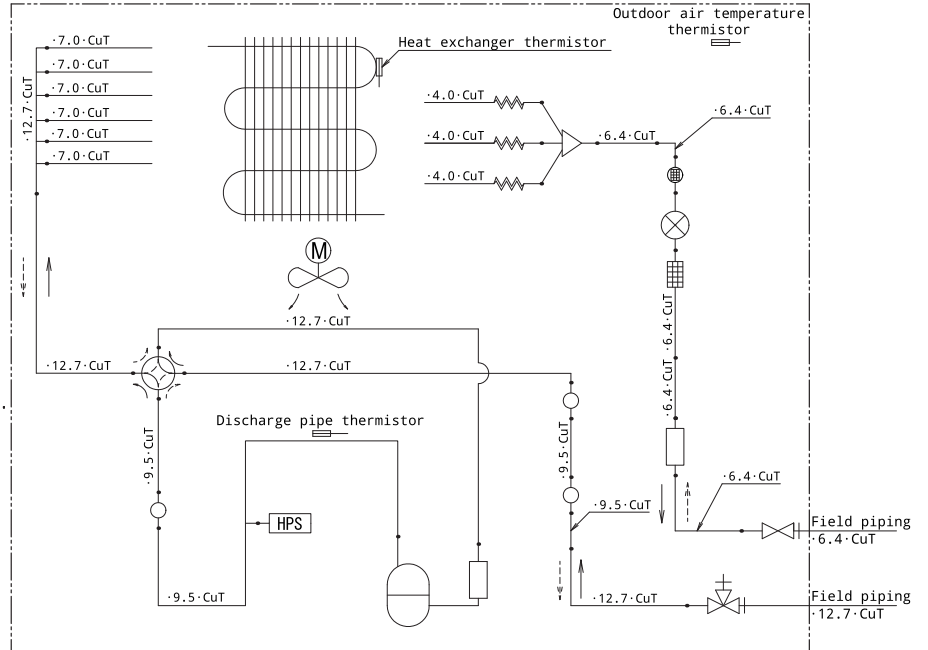 Outdoor air temperature
thermistor
·7.0·CuT
Heat exchanger thermistor
·7.0·CuT
·7.0·CuT
·12.7·CuT
·7.0·CuT
·7.0·CuT
·7.0·CuT
·4.0·CuT
·6.4·CuT
·4.0·CuT
·6.4·CuT
·4.0·CuT
M
·12.7·CuT
·6.4·CuT
·12.7·CuT
·12.7·CuT
·6.4·CuT
Discharge pipe thermistor
·9.5·CuT
·9.5·CuT
·6.4·CuT
·9.5·CuT
HPS
Field piping
·6.4·CuT
·9.5·CuT
·12.7·CuT
Field piping
·12.7·CuT